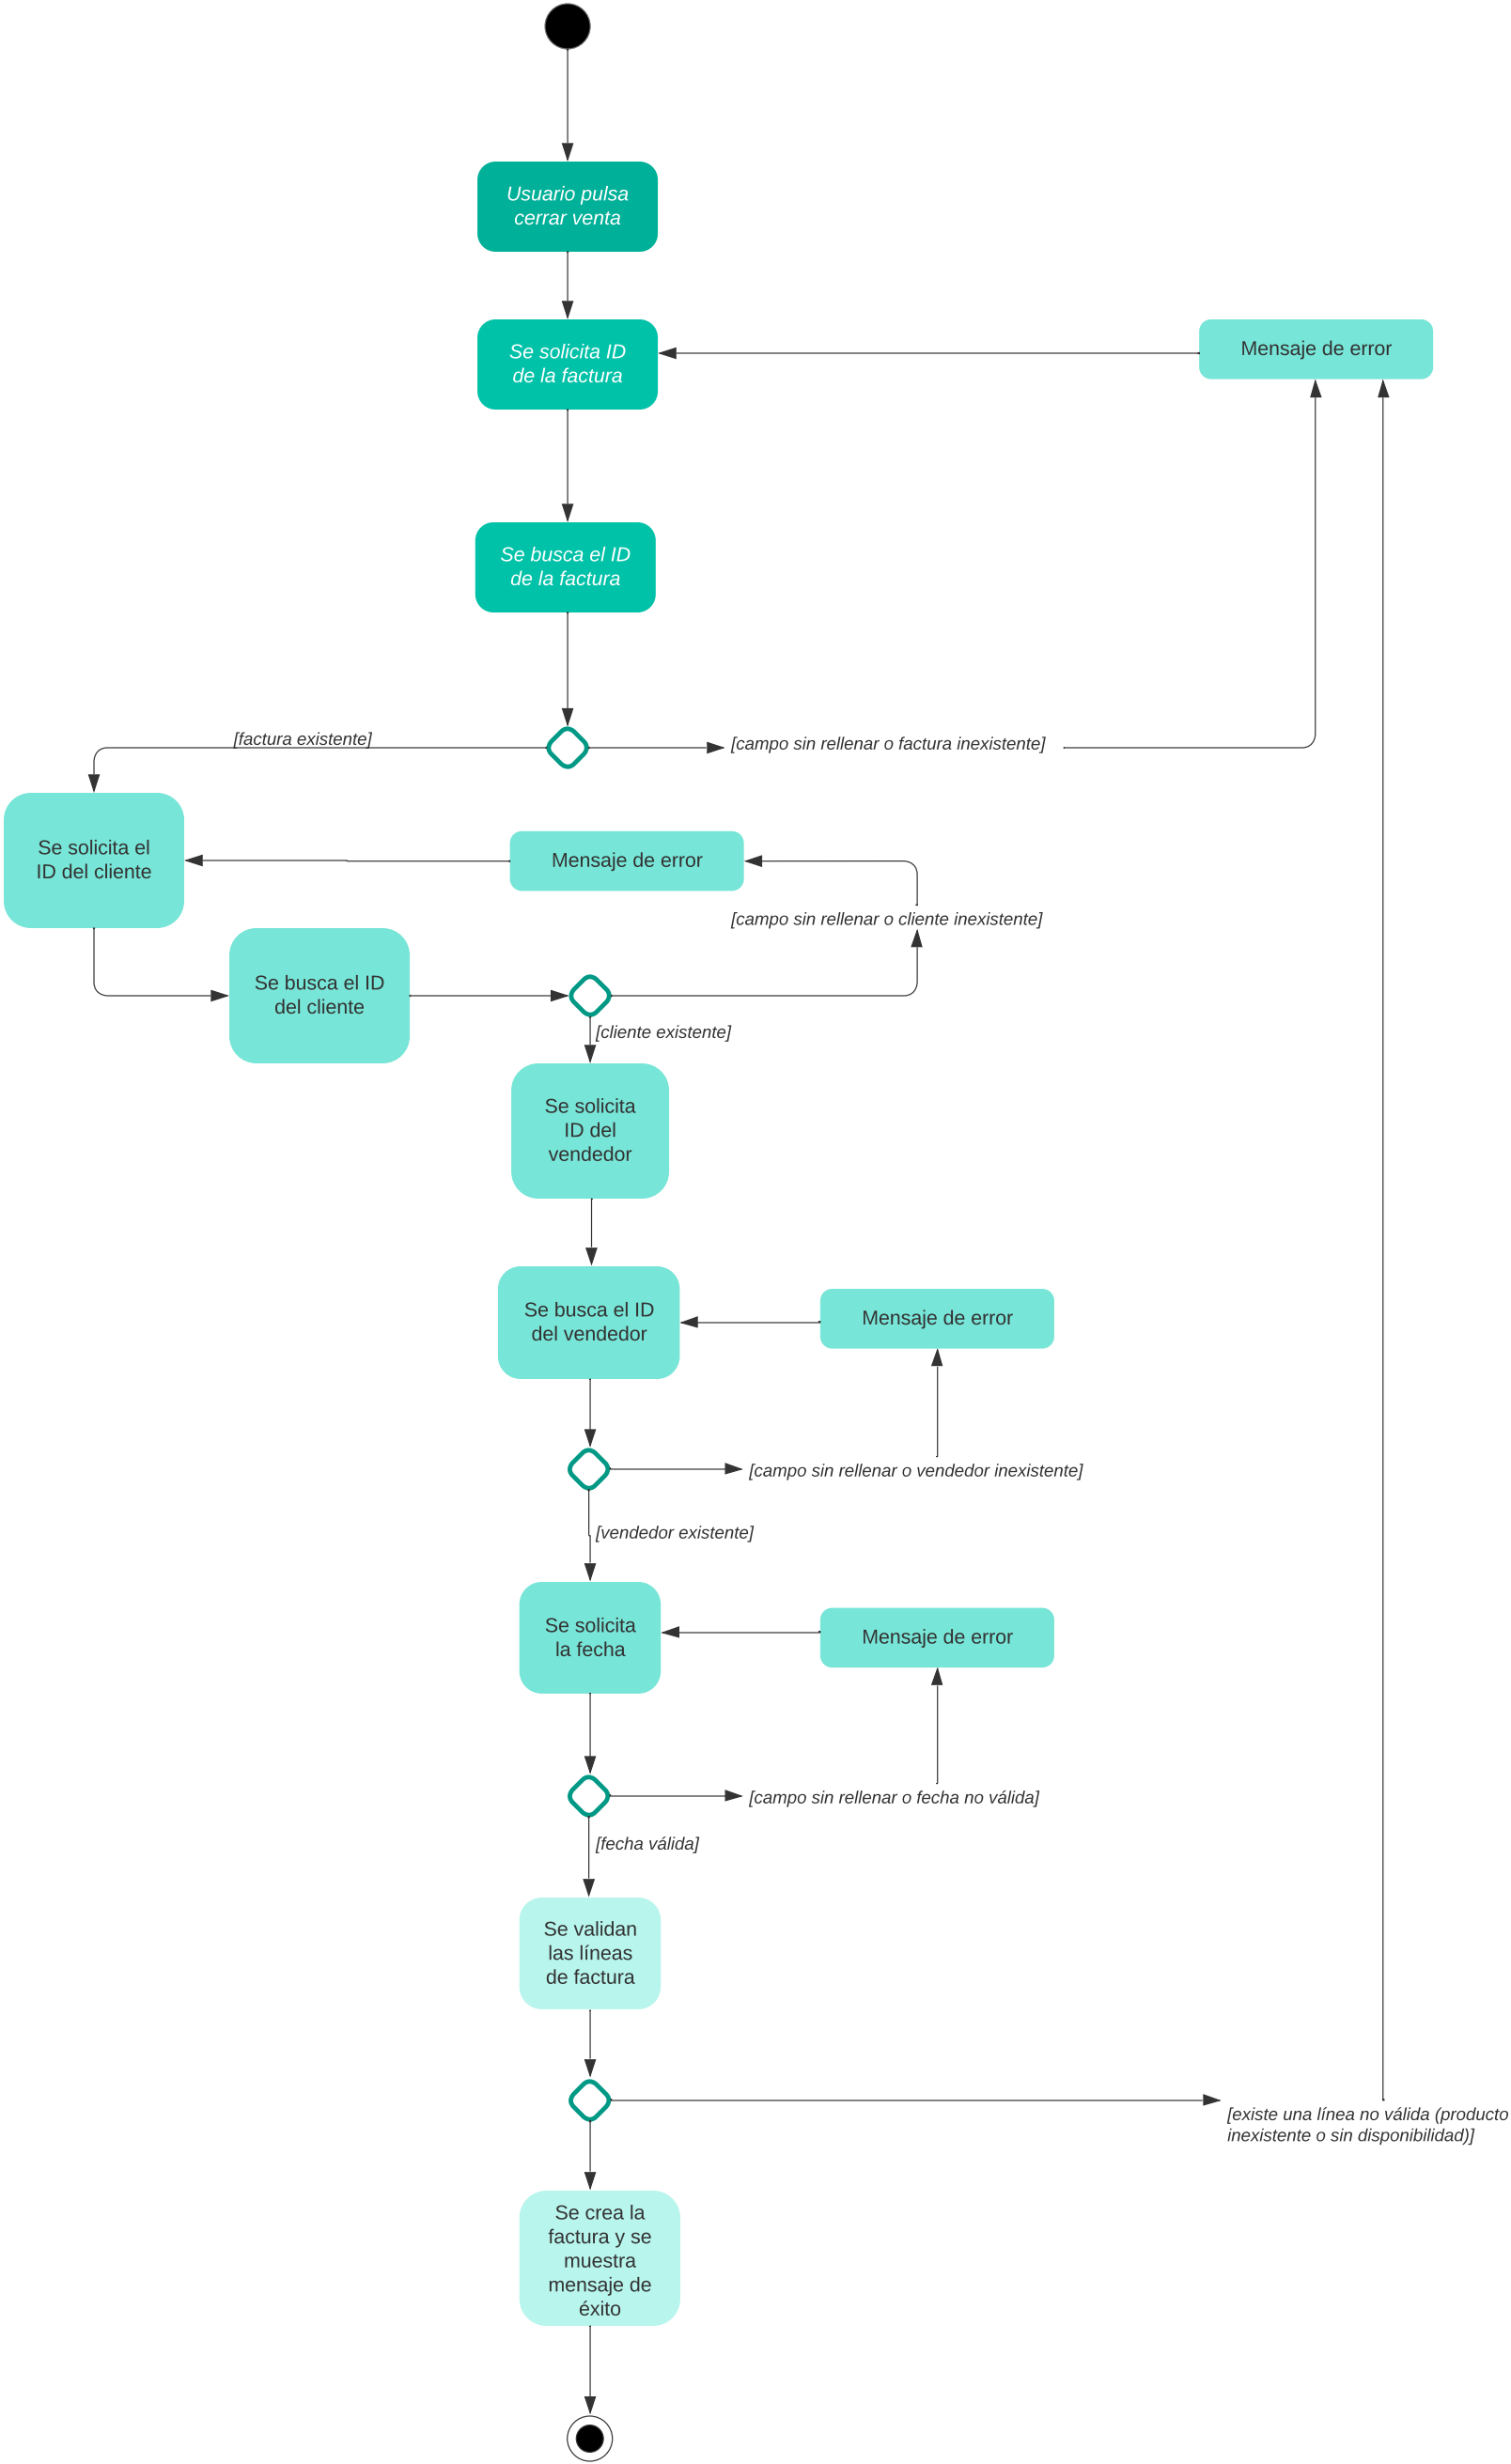 Usuario pulsa
cerrar venta
Se solicita ID
de la factura
Mensaje de error
Se busca el ID
de la factura
[factura existente]
[campo sin rellenar o factura inexistente]
Se solicita el
ID del cliente
Mensaje de error
[campo sin rellenar o cliente inexistente]
Se busca el ID
del cliente
[cliente existente]
Se solicita
ID del
vendedor
Se busca el ID
del vendedor
Mensaje de error
[campo sin rellenar o vendedor inexistente]
[vendedor existente]
Se solicita
la fecha
Mensaje de error
[campo sin rellenar o fecha no válida]
[fecha válida]
Se validan
las líneas
de factura
[existe una línea no válida (producto
inexistente o sin disponibilidad)]
Se crea la
factura y se
muestra
mensaje de
éxito